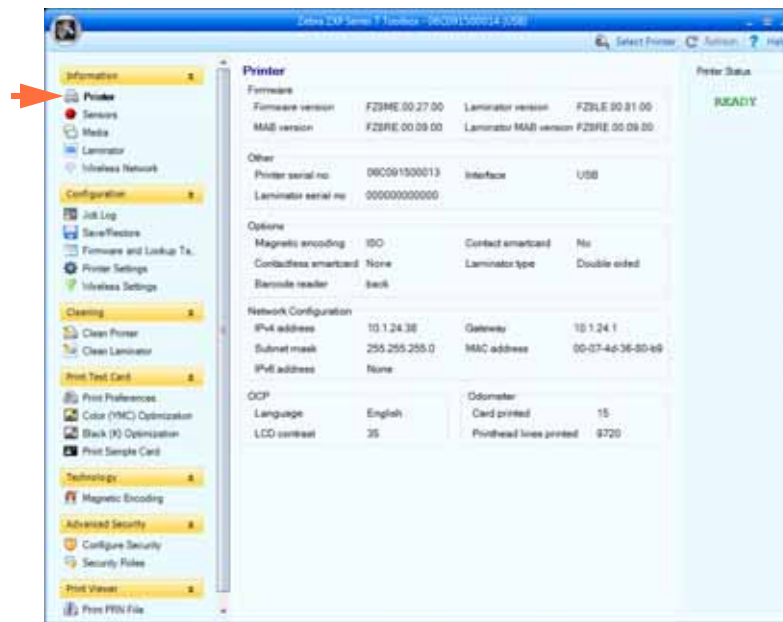 Zebra ZXP Series 7 Toolbox - 06C091500014 (USB)
Select Printer Refresh ? Help
Information
Printer
Sensors
Media
Laminator
Wireless Network
Configuration
Job Log
Save/Restore
Firmware and Lookup Ta..
Printer Settings
Wireless Settings
Cleaning
Clean Printer
Clean Laminator
Print Test Card
Print Preferences
Color (YMC) Optimization
Black (K) Optimization
Print Sample Card
Technology
Magnetic Encoding
Advanced Security
Configure Security
Security Roles
Print Viewer
Print PRN File
Printer
Firmware
Firmware version FZ9ME.00.27.00 Laminator version FZ9LE.00.81.00
MAB version FZ9RE.00.09.00 Laminator MAB version FZ9RE.00.09.00
Other
Printer serial no 06C091500013 Interface USB
Laminator serial no 000000000000
Options
Magnetic encoding ISO Contact smartcard No
Contactless smartcard None Laminator type Double sided
Barcode reader back
Network Configuration
IPv4 address 10.1.24.38 Gateway 10.1.24.1
Subnet mask 255.255.255.0 MAC address 00-07-4d-36-80-b9
IPv6 address None
OCP
Language English
LCD contrast 35
Odometer
Card printed 15
Printhead lines printed 9720
Printer Status
READY